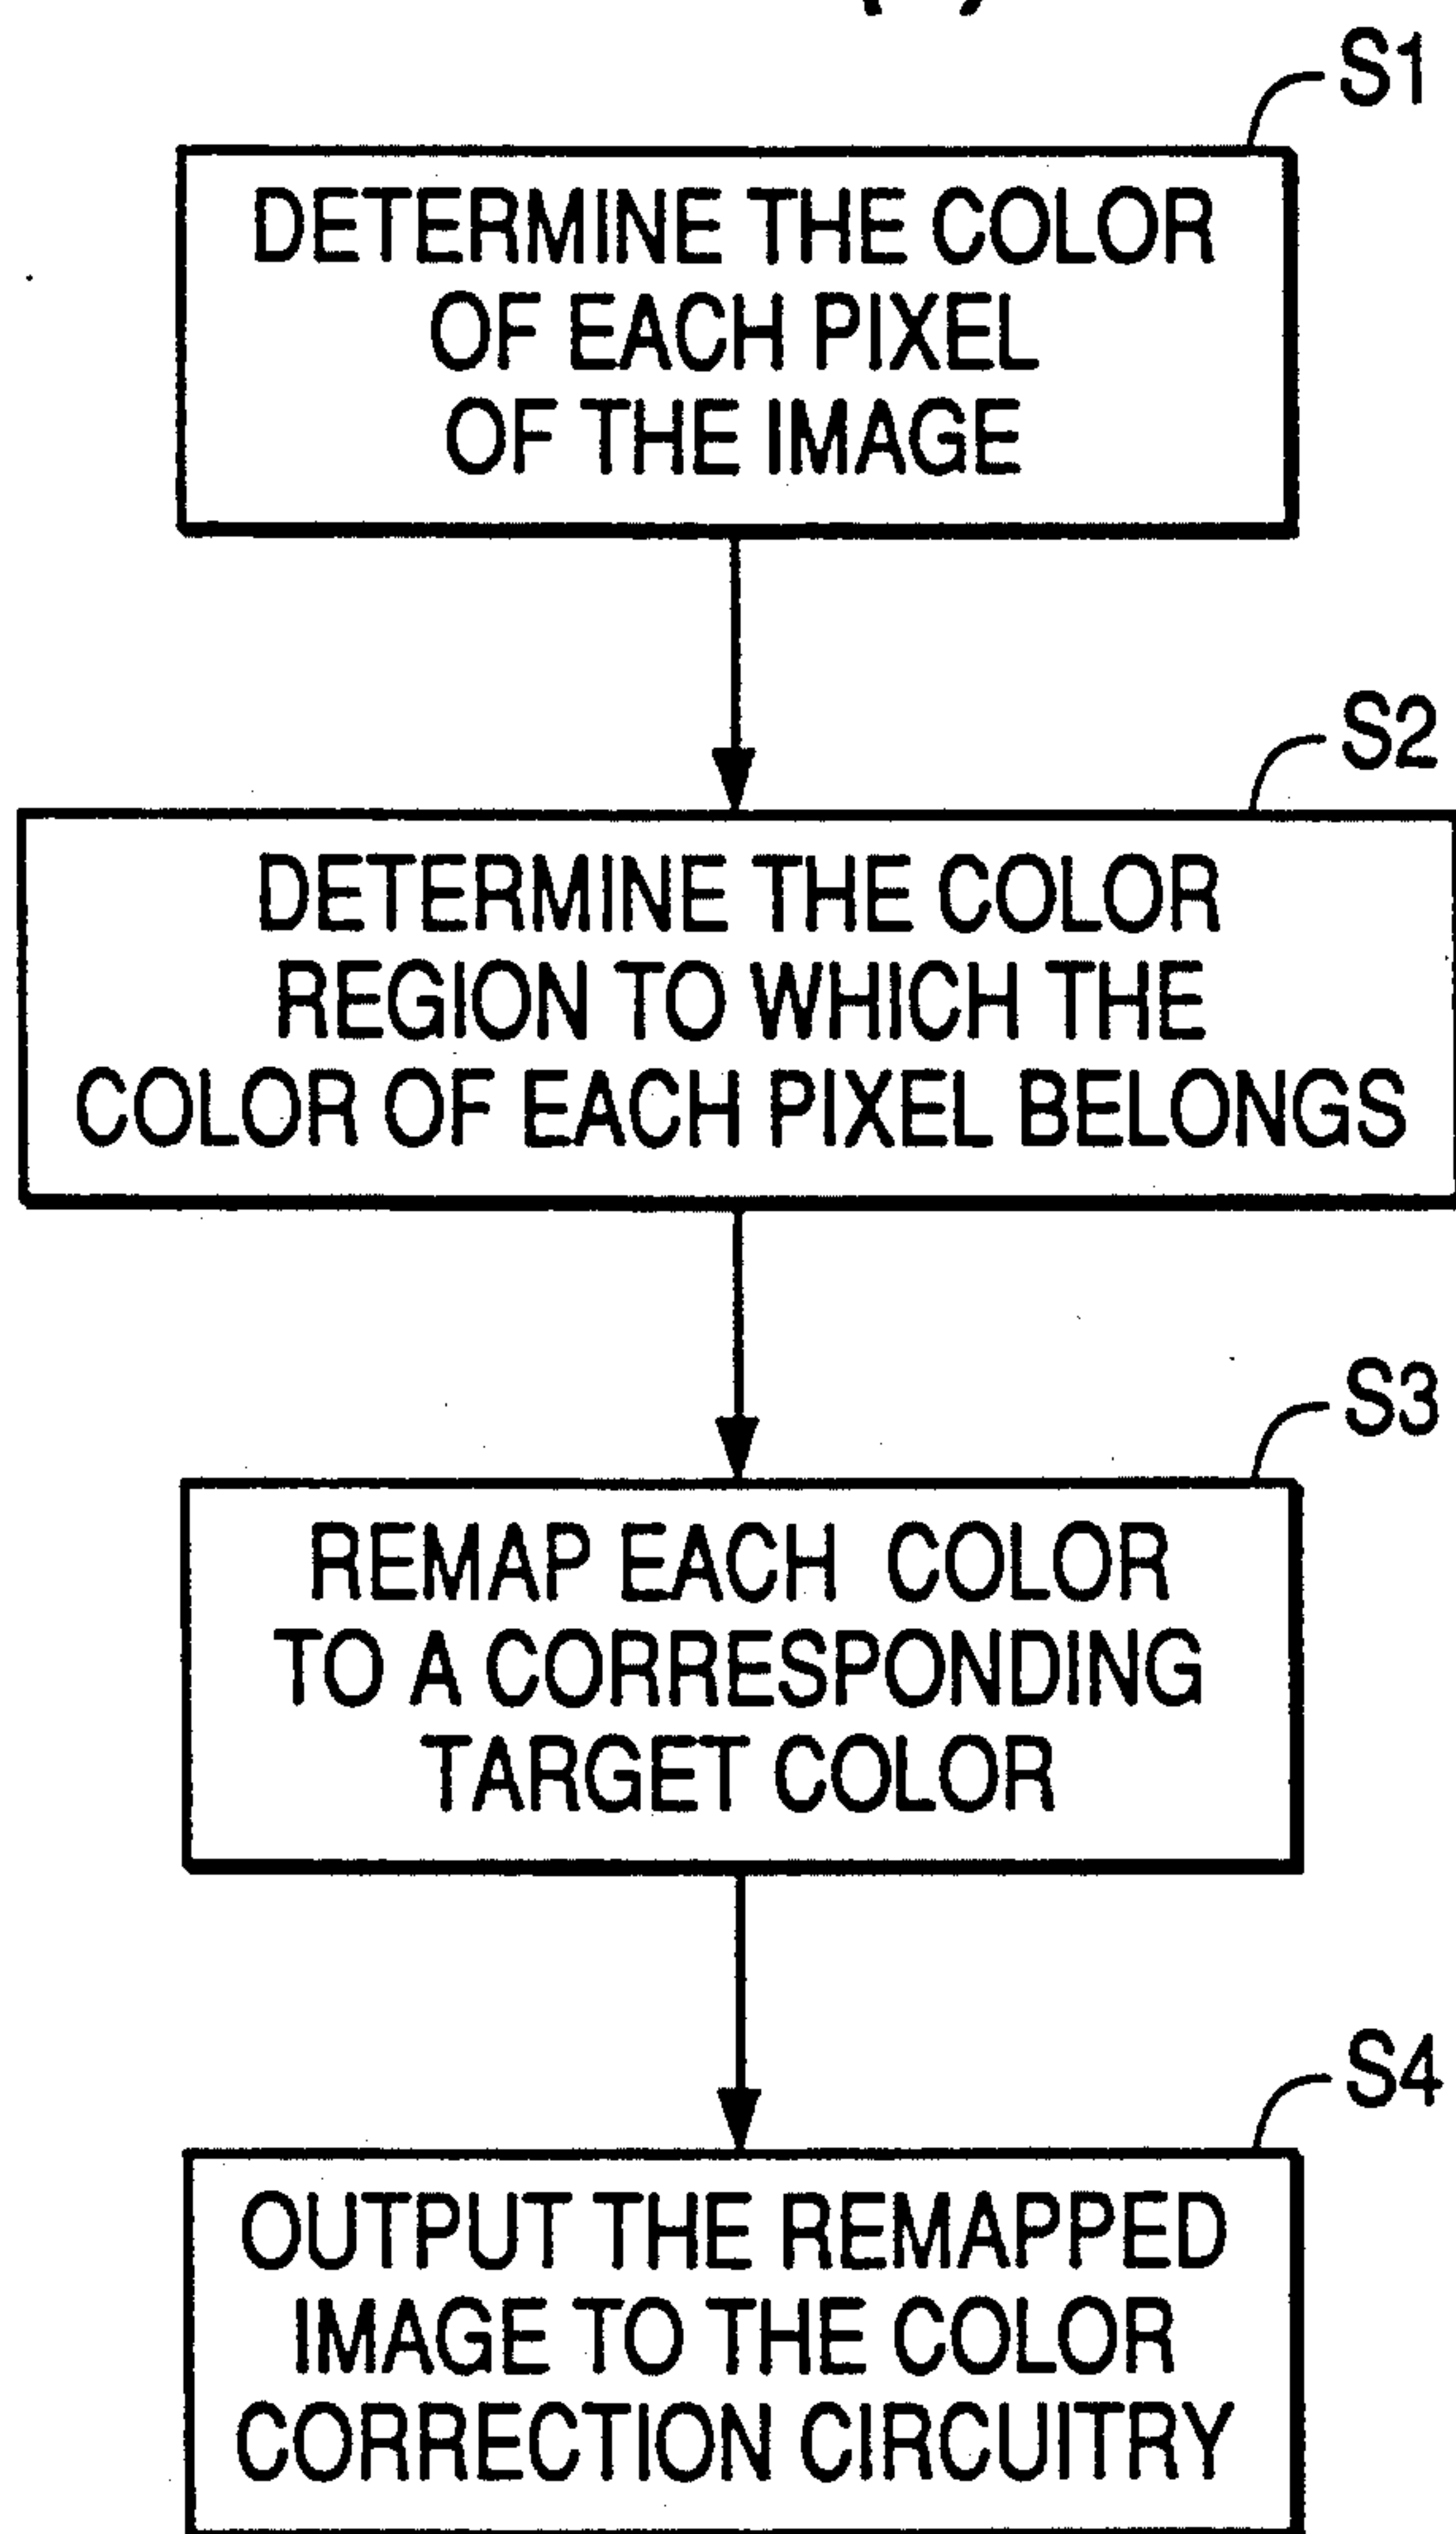 S1
DETERMINE THE COLOR
OF EACH PIXEL
OF THE IMAGE
S2
DETERMINE THE COLOR
REGION TO WHICH THE
COLOR OF EACH PIXEL BELONGS
S3
REMAP EACH COLOR
TO A CORRESPONDING
TARGET COLOR
S4
OUTPUT THE REMAPPED
IMAGE TO THE COLOR
CORRECTION CIRCUITRY